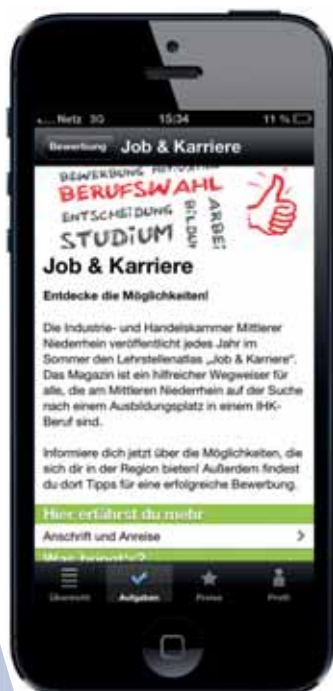 Netz 3G 15:34 11 %
Bewerbung Job & Karriere
BEWERBUNG
BERUFSWAHL
ENTSCHEIDUNG
STUDIUM
Job & Karriere
Entdecke die Möglichkeiten!
Die Industrie- und Handelskammer Mittlerer
Niederrhein veröffentlicht jedes Jahr im
Sommer den Lehrstellenatlas „Job & Karriere“.
Das Magazin ist ein hilfreicher Wegweiser für
alle, die am Mittleren Niederrhein auf der Suche
nach einem Ausbildungsplatz in einem IHK-
Beruf sind.
Informiere dich jetzt über die Möglichkeiten, die
sich dir in der Region bieten! Außerdem findest
du dort Tipps für eine erfolgreiche Bewerbung.
Hier erfährst du mehr
Anschrift und Anreise
Was bringt's?
Übersicht Aufgaben Preise Profil